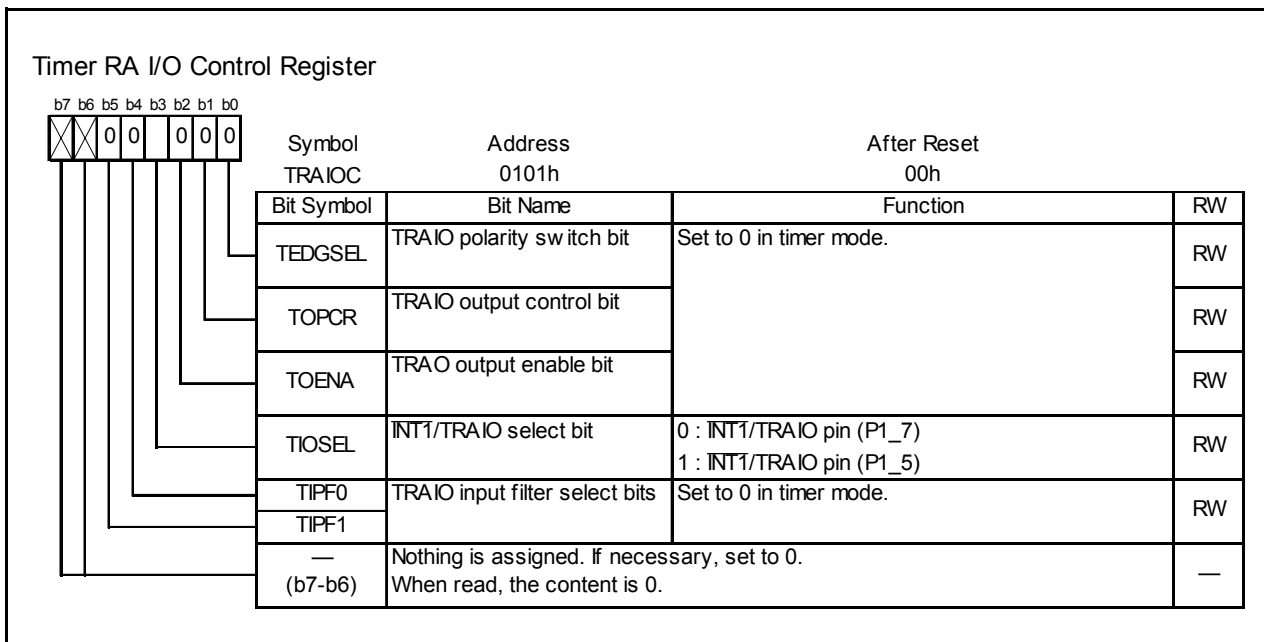 Timer RA I/O Control Register
b7 b6 b5 b4 b3 b2 b1 b0
0 0 0 0 0
Symbol Address After Reset
TRAIOC 0101h 00h
Bit Symbol Bit Name Function RW
TEDGSEL TRAIO polarity switch bit Set to 0 in timer mode. RW
TOPCR TRAIO output control bit RW
TOENA TRAO output enable bit RW
TIOSEL I̅N̅T̅1̅/TRAIO select bit 0 : I̅N̅T̅1̅/TRAIO pin (P1_7) RW
1 : I̅N̅T̅1̅/TRAIO pin (P1_5)
TIPF0 TRAIO input filter select bits Set to 0 in timer mode. RW
TIPF1
— Nothing is assigned. If necessary, set to 0. —
(b7-b6) When read, the content is 0.